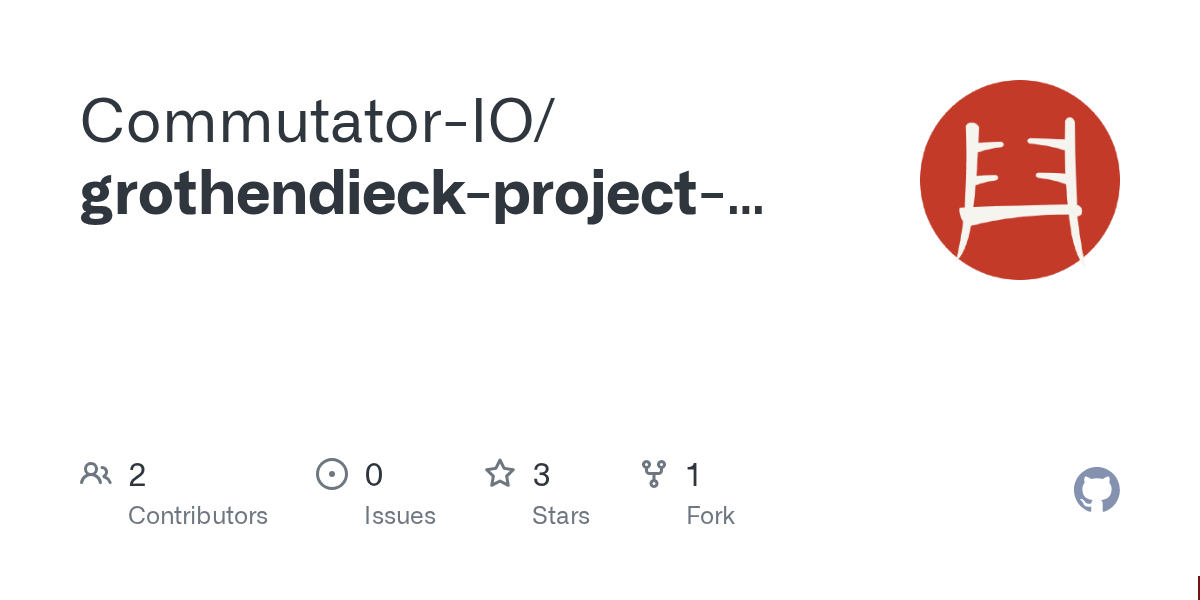 Commutator-IO/
grothendieck-project-...
2
Contributors
0
Issues
3
Stars
1
Fork